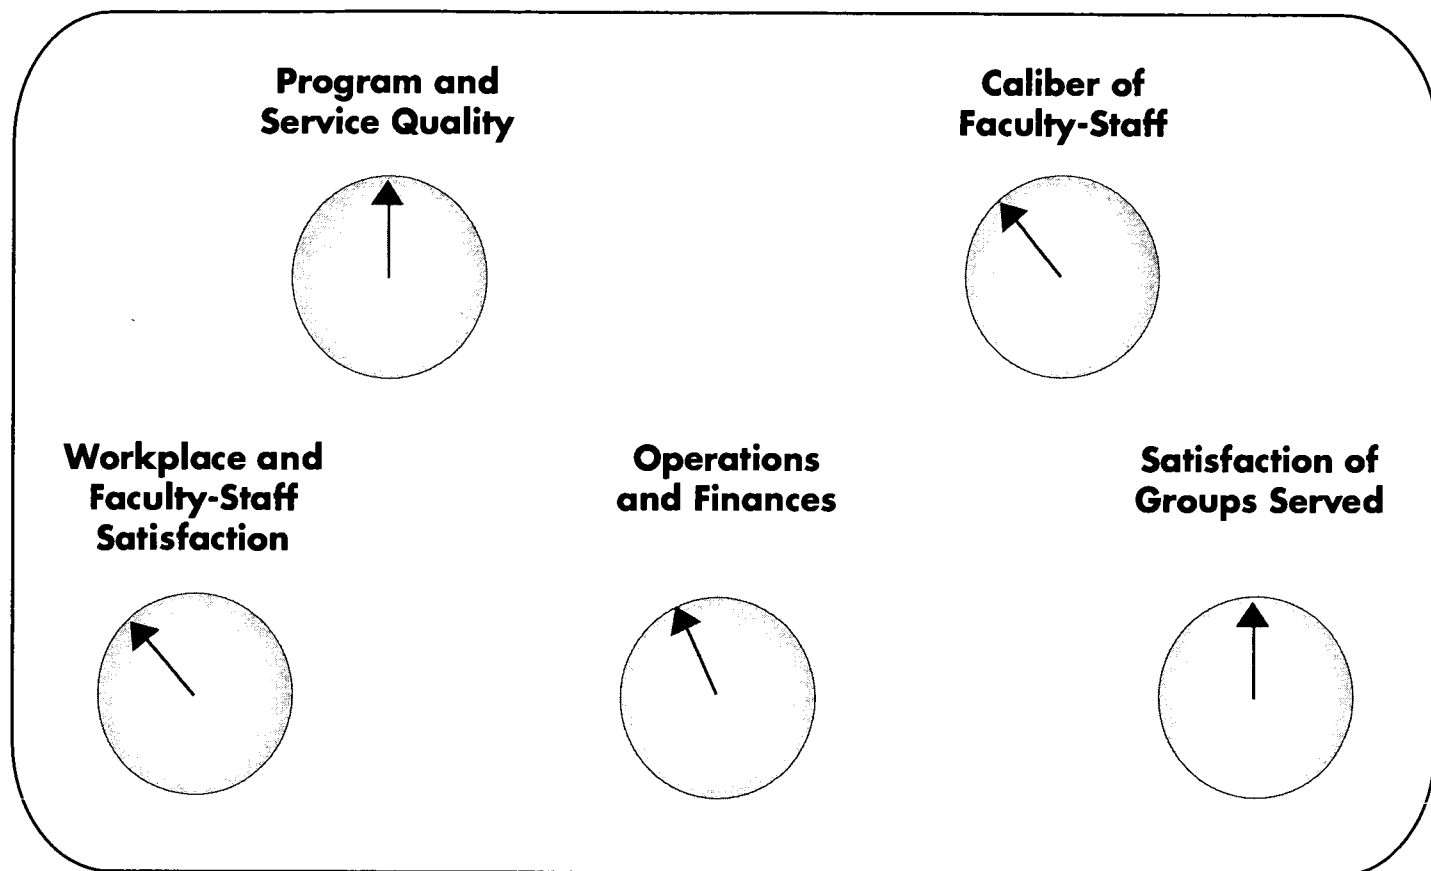 Program and
Service Quality
Caliber of
Faculty-Staff
Workplace and
Faculty-Staff
Satisfaction
Operations
and Finances
Satisfaction of
Groups Served